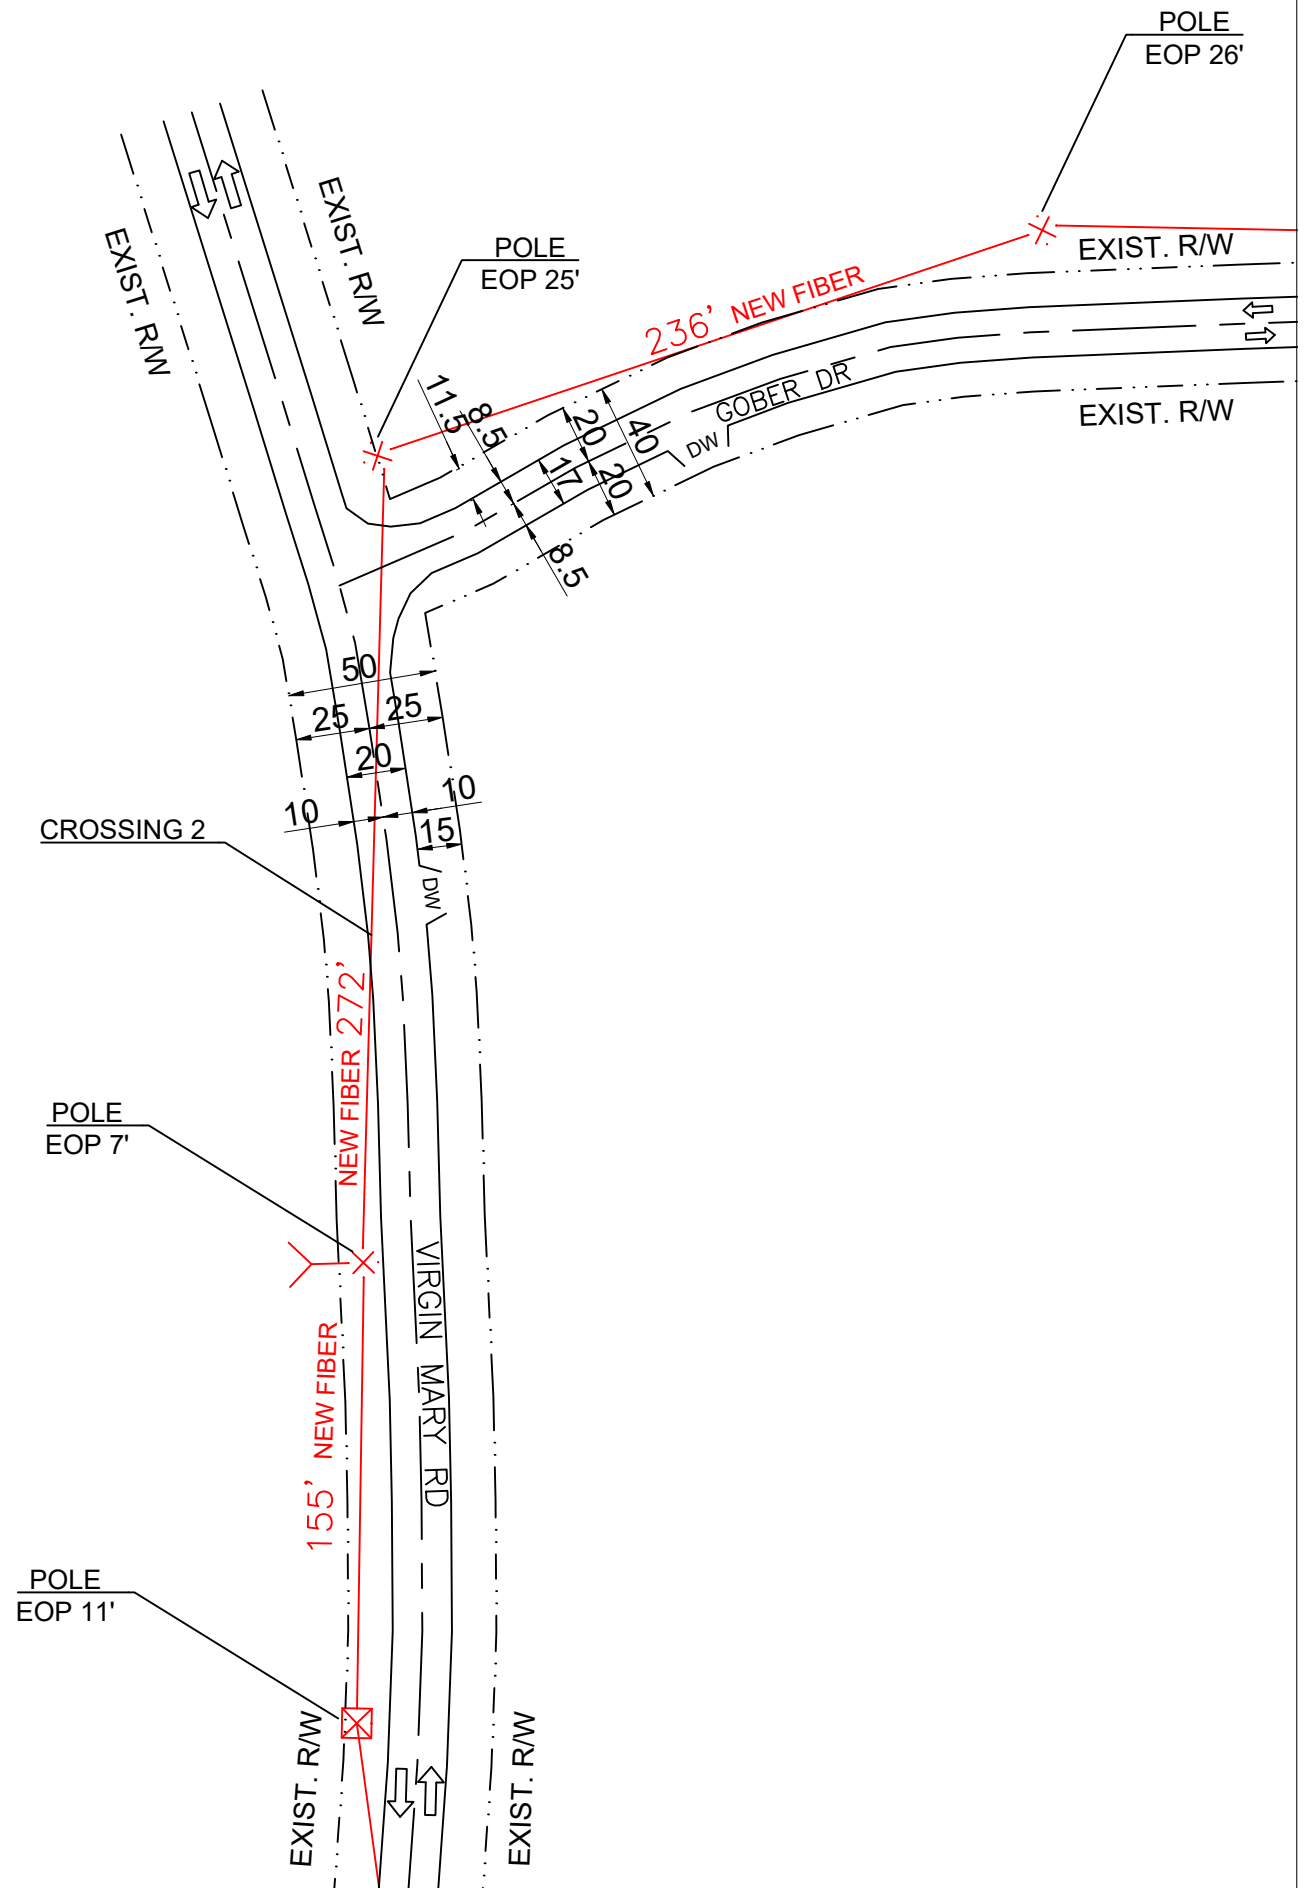 POLE
EOP 26'
EXIST. R/W
EXIST. R/W
POLE
EOP 25'
EXIST. R/W
236' NEW FIBER
GOBER DR
EXIST. R/W
11.5
8.5
20
40
17
20
DW
8.5
50
25
25
20
10
10
15
CROSSING 2
DW
NEW FIBER 272'
POLE
EOP 7'
VIRGIN MARY RD
155' NEW FIBER
POLE
EOP 11'
EXIST. R/W
EXIST. R/W